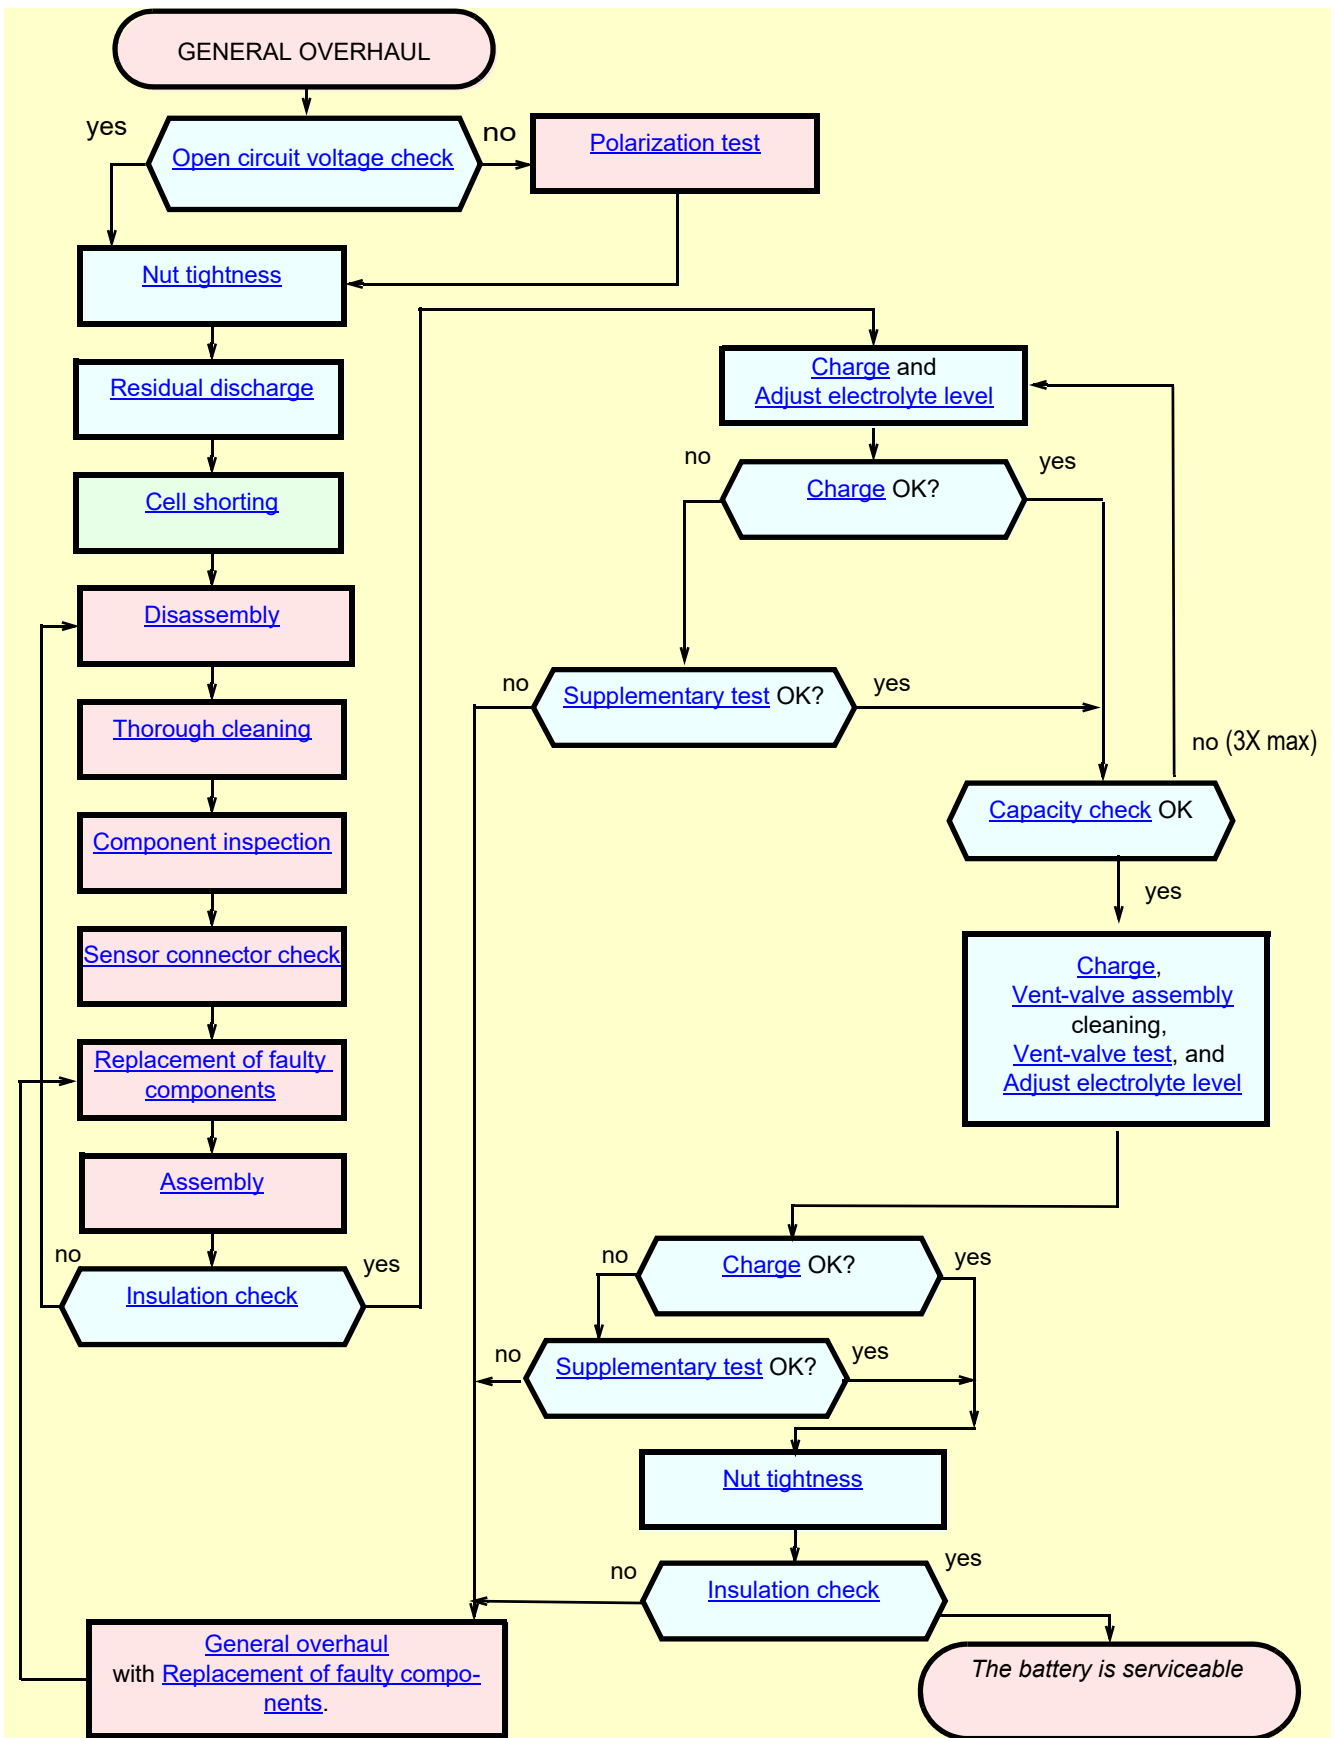 GENERAL OVERHAUL
yes
Open circuit voltage check
no
Polarization test
Nut tightness
Residual discharge
Cell shorting
Disassembly
Thorough cleaning
Component inspection
Sensor connector check
Replacement of faulty
components
Assembly
no
Insulation check
yes
Charge and
Adjust electrolyte level
no
Charge OK?
yes
no
Supplementary test OK?
yes
no (3X max)
Capacity check OK
yes
Charge,
Vent-valve assembly
cleaning,
Vent-valve test, and
Adjust electrolyte level
no
Charge OK?
yes
no
Supplementary test OK?
yes
Nut tightness
no
Insulation check
yes
General overhaul
with Replacement of faulty compo-
nents.
The battery is serviceable